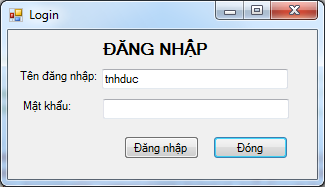 Login
ĐĂNG NHẬP
Tên đăng nhập: tnhduc
Mật khẩu:
Đăng nhập Đóng